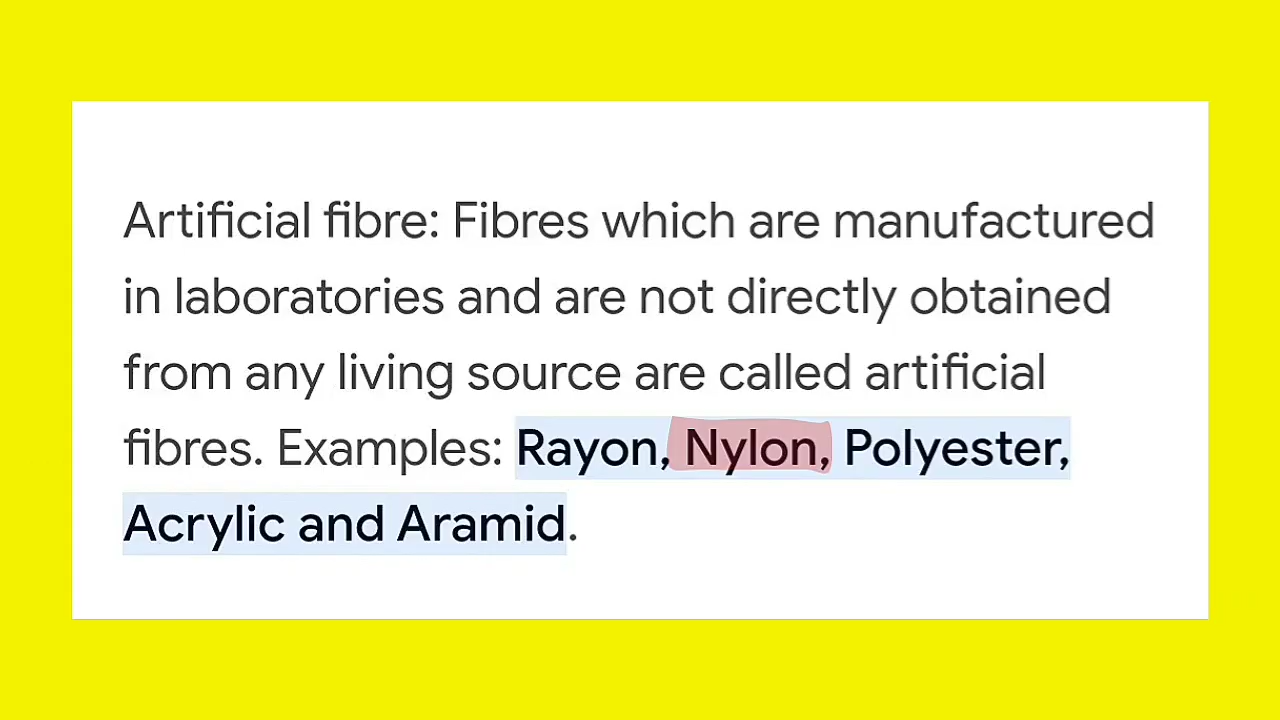 Artificial fibre: Fibres which are manufactured
in laboratories and are not directly obtained
from any living source are called artificial
fibres. Examples: Rayon, Nylon, Polyester,
Acrylic and Aramid.